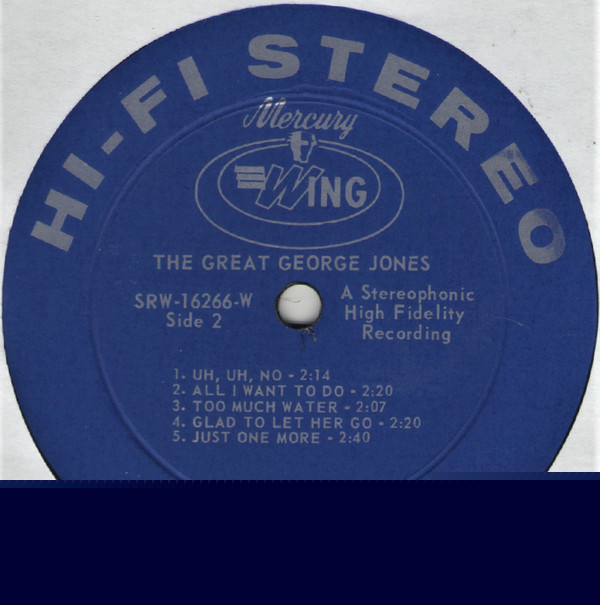 HI-FI STEREO
Mercury
WING
THE GREAT GEORGE JONES
SRW-16266-W
Side 2
A Stereophonic
High Fidelity
Recording
1. UH, UH, NO - 2:14
2. ALL I WANT TO DO - 2:20
3. TOO MUCH WATER - 2:07
4. GLAD TO LET HER GO - 2:20
5. JUST ONE MORE - 2:40